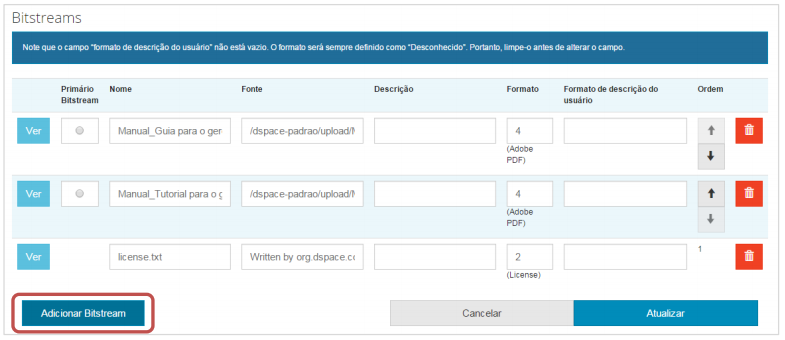 Bitstreams
Note que o campo "formato de descrição do usuário" não está vazio. O formato será sempre definido como "Desconhecido". Portanto, limpe-o antes de alterar o campo.
Primário Bitstream Nome Fonte Descrição Formato Formato de descrição do usuário Ordem
Ver Manual_Guia para o ger /dspace-padrao/upload/M 4
(Adobe PDF)
Ver Manual_Tutorial para o g /dspace-padrao/upload/M 4
(Adobe PDF)
Ver license.txt Written by org.dspace.co 2 1
(License)
Adicionar Bitstream Cancelar Atualizar